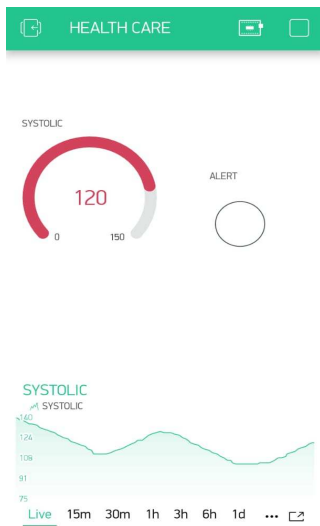 HEALTH CARE
SYSTOLIC
120
0 150
ALERT
SYSTOLIC
SYSTOLIC
140
124
109
91
75
Live 15m 30m 1h 3h 6h 1d ...